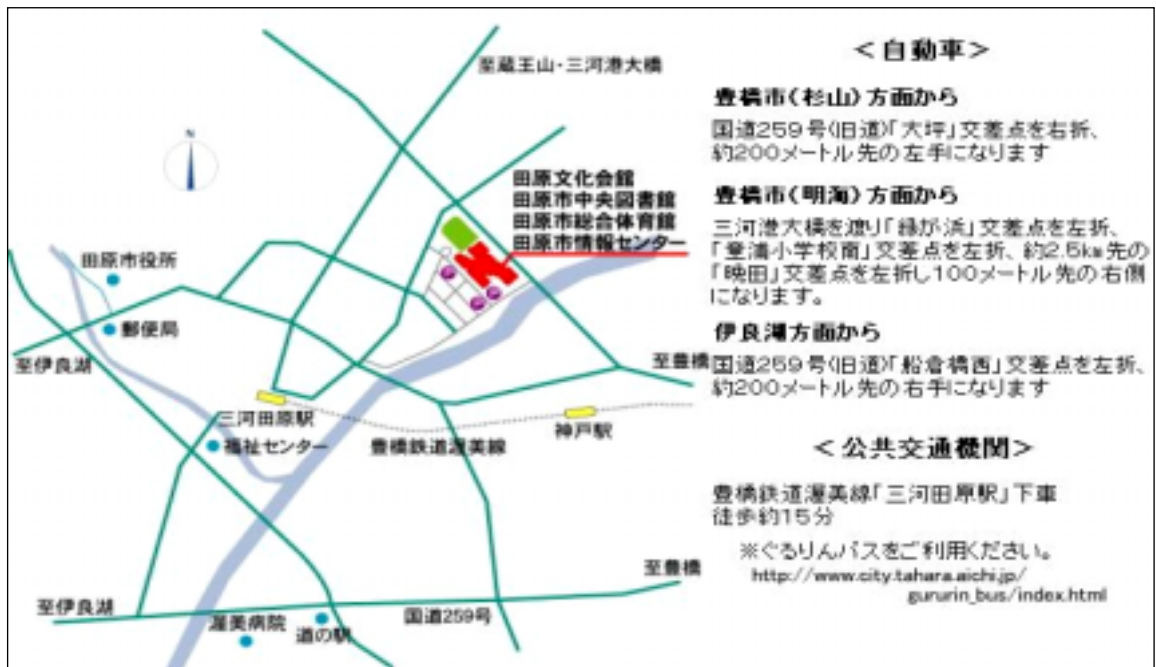 N
至蔵王山・三河港大橋
田原文化会館
田原市中央図書館
田原市総合体育館
田原市情報センター
田原市役所
郵便局
至伊良湖
三河田原駅
福祉センター
豊橋鉄道渥美線
神戸駅
至豊橋
至豊橋
至伊良湖
渥美病院
道の駅
国道259号
＜自動車＞
豊橋市(杉山)方面から
国道259号(旧道)「大坪」交差点を右折、
約200メートル先の左手になります
豊橋市(明海)方面から
三河港大橋を渡り「緑が浜」交差点を左折、
「童浦小学校南」交差点を左折、約2.5km先の
「晩田」交差点を左折し100メートル先の右側
になります。
伊良湖方面から
国道259号(旧道)「船倉橋西」交差点を左折、
約200メートル先の右手になります
＜公共交通機関＞
豊橋鉄道渥美線「三河田原駅」下車
徒歩約15分
※ぐるりんバスをご利用ください。
http://www.city.tahara.aichi.jp/
gururin_bus/index.html